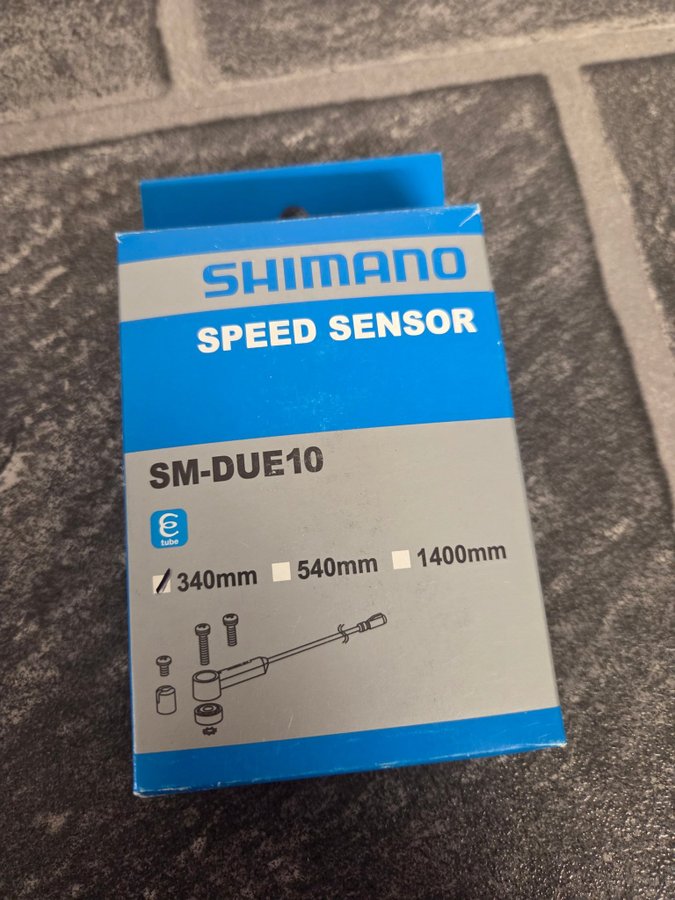 SHIMANO
SPEED SENSOR
SM-DUE10
E
tube
340mm 540mm 1400mm